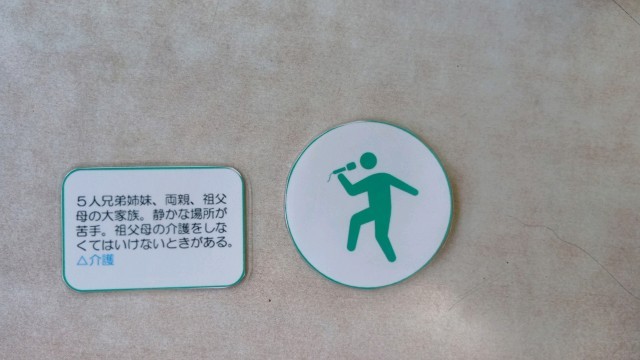 ５人兄弟姉妹、両親、祖父
母の大家族。静かな場所が
苦手。祖父母の介護をしな
くてはいけないときがある。
△介護